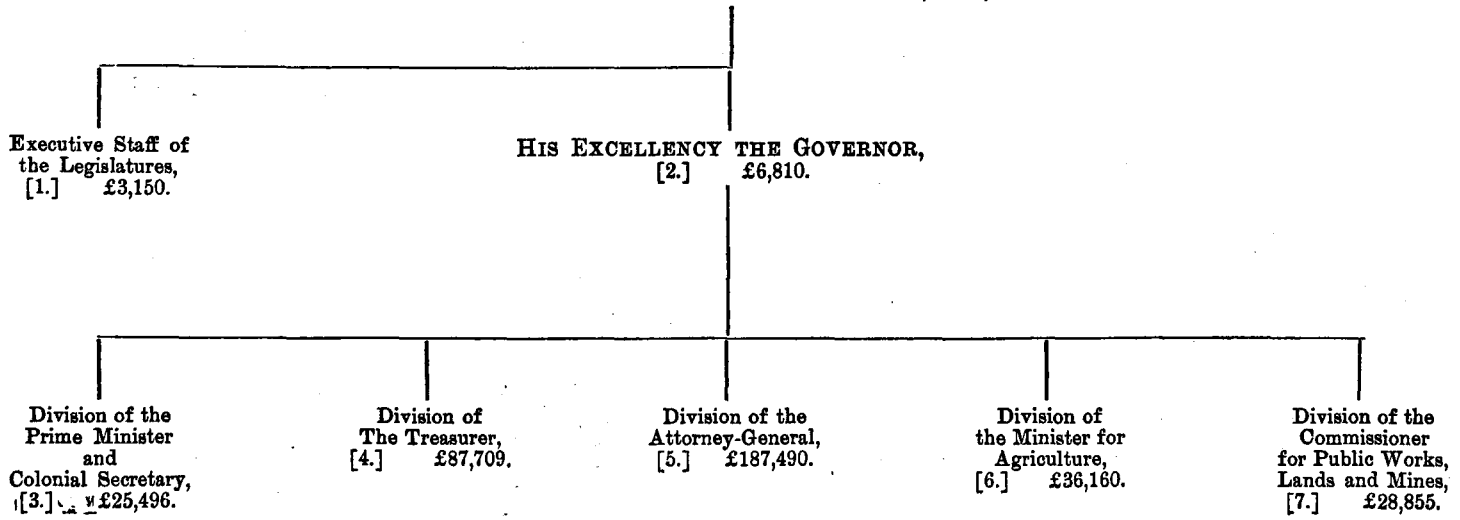 Executive Staff of
the Legislatures,
[1.] £3,150.
HIS EXCELLENCY THE GOVERNOR,
[2.] £6,810.
Division of the
Prime Minister
and
Colonial Secretary,
[3.] £25,496.
Division of
The Treasurer,
[4.] £87,709.
Division of the
Attorney-General,
[5.] £187,490.
Division of
the Minister for
Agriculture,
[6.] £36,160.
Division of the
Commissioner
for Public Works,
Lands and Mines,
[7.] £28,855.